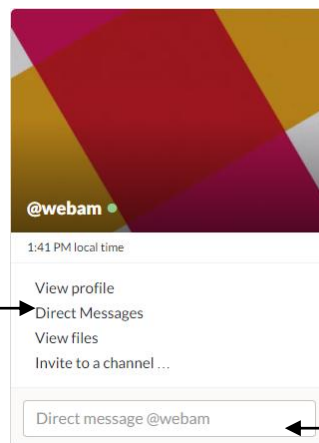 @webam
1:41 PM local time
View profile
Direct Messages
View files
Invite to a channel ...
Direct message @webam